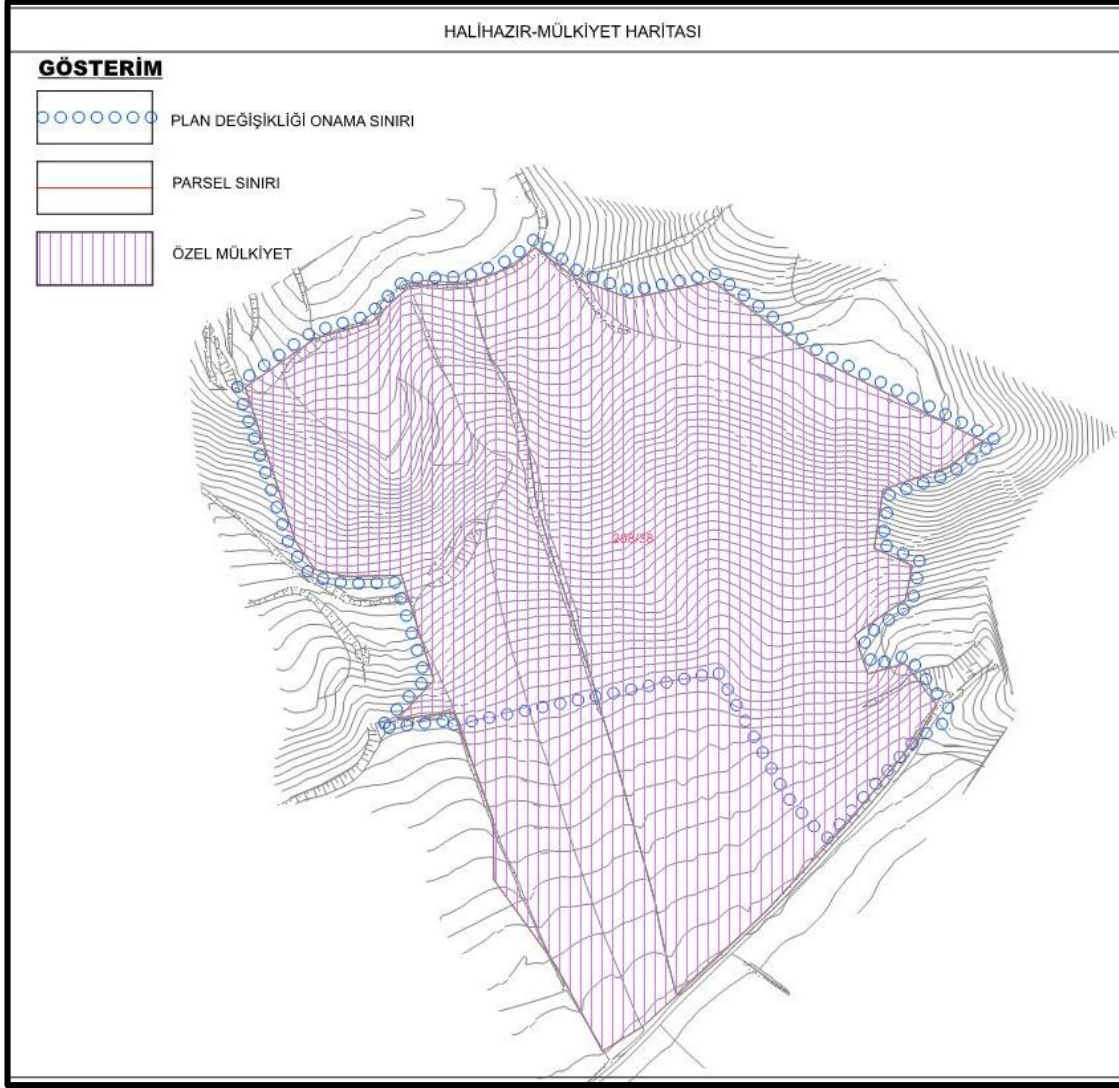 HALİHAZIR-MÜLKİYET HARİTASI
GÖSTERİM
PLAN DEĞİŞİKLİĞİ ONAMA SINIRI
PARSEL SINIRI
ÖZEL MÜLKİYET